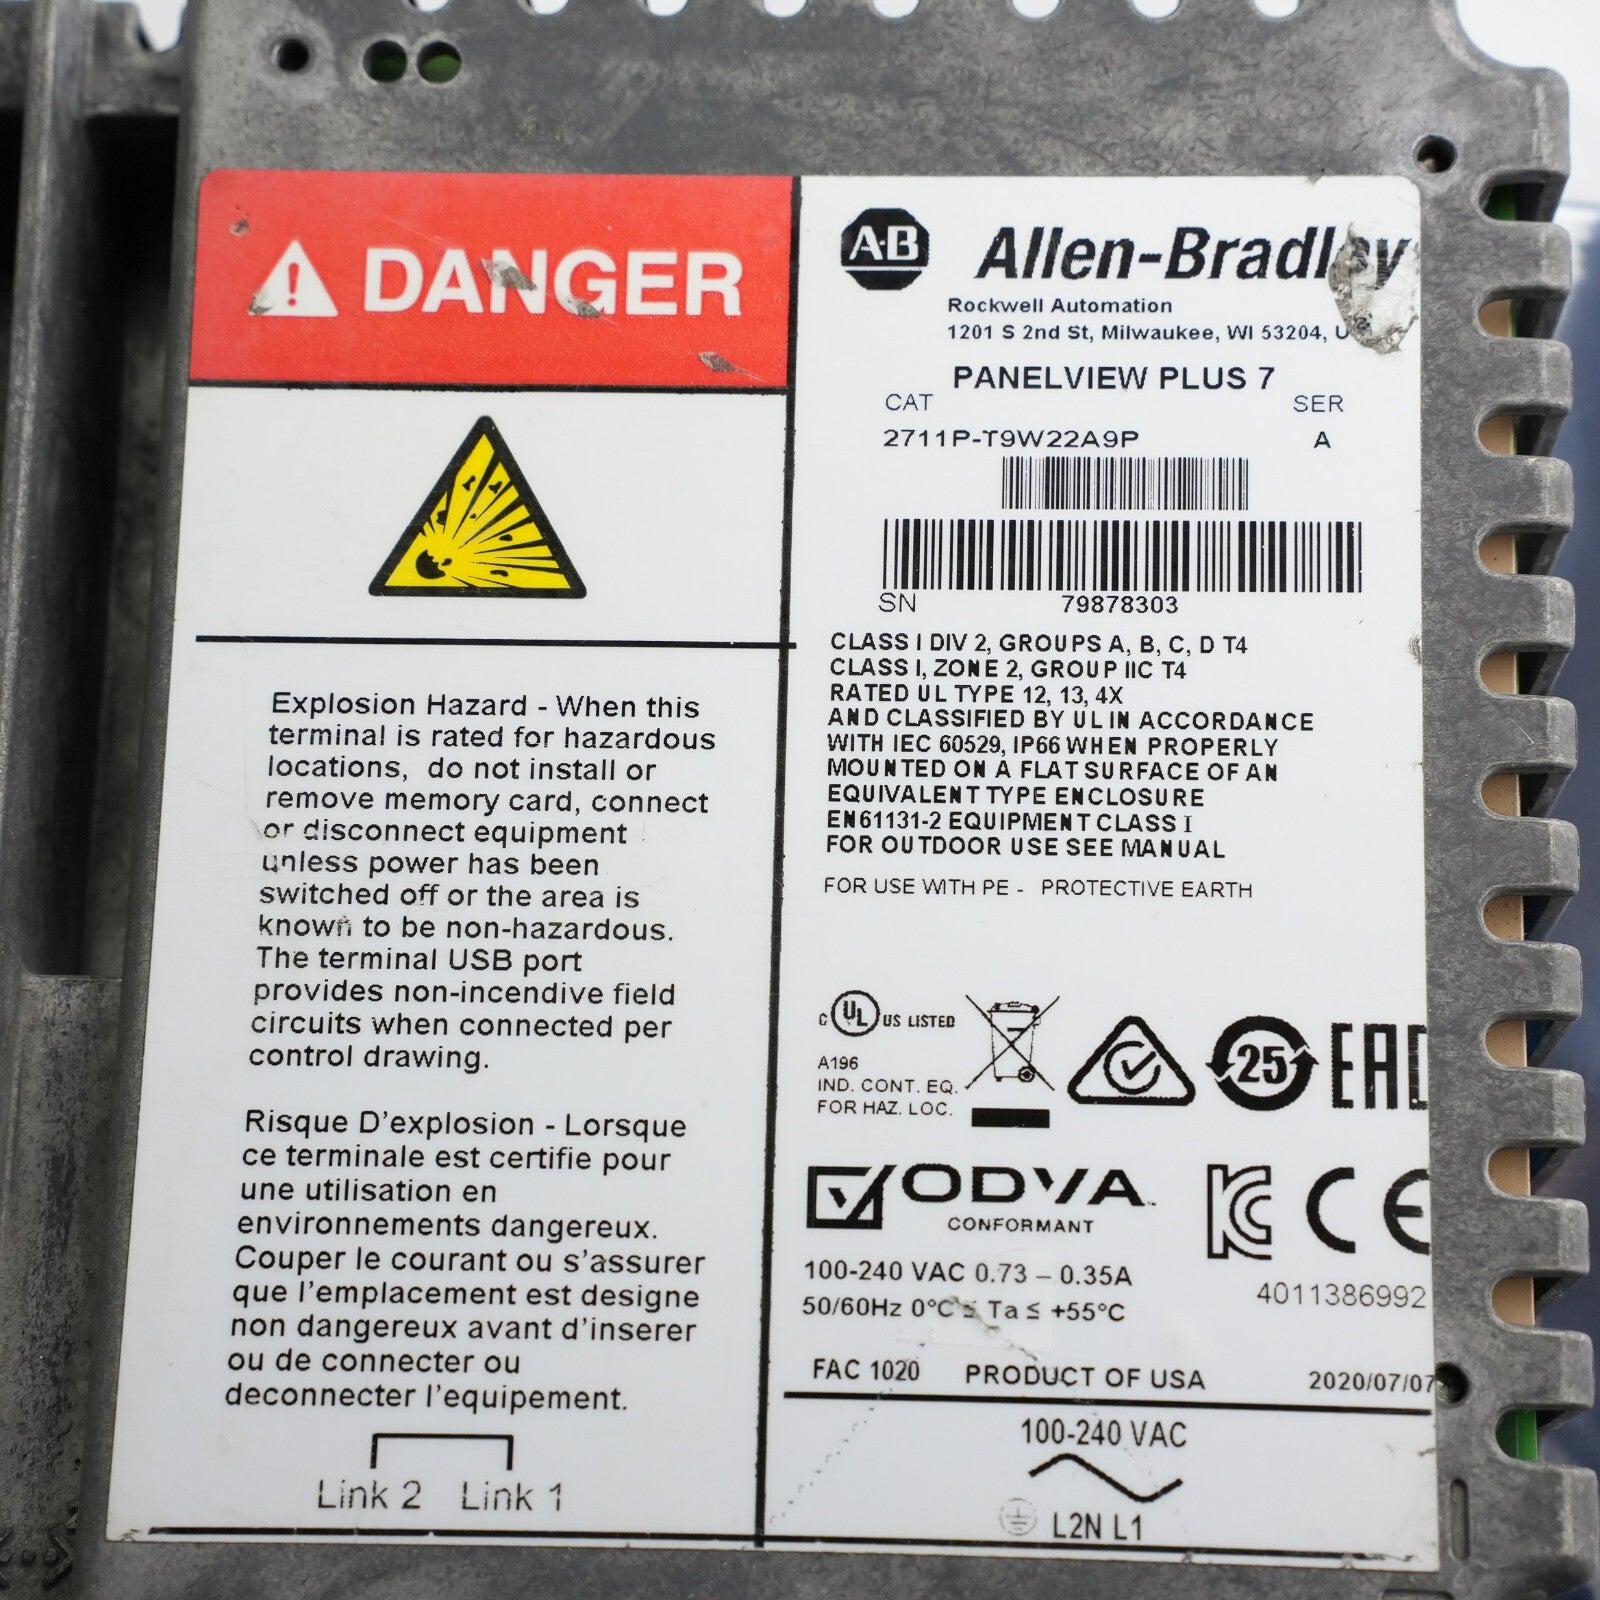 DANGER
Explosion Hazard - When this
terminal is rated for hazardous
locations, do not install or
remove memory card, connect
or disconnect equipment
unless power has been
switched off or the area is
known to be non-hazardous.
The terminal USB port
provides non-incendive field
circuits when connected per
control drawing.
Risque D'explosion - Lorsque
ce terminale est certifie pour
une utilisation en
environnements dangereux.
Couper le courant ou s'assurer
que l'emplacement est designe
non dangereux avant d'inserer
ou de connecter ou
deconnecter l'equipement.
Link 2 Link 1
A-B Allen-Bradley
Rockwell Automation
1201 S 2nd St, Milwaukee, WI 53204,
PANELVIEW PLUS 7
CAT SER
2711P-T9W22A9P A
SN 79878303
CLASS I DIV 2, GROUPS A, B, C, D T4
CLASS I, ZONE 2, GROUP IIC T4
RATED UL TYPE 12, 13, 4X
AND CLASSIFIED BY UL IN ACCORDANCE
WITH IEC 60529, IP66 WHEN PROPERLY
MOUNTED ON A FLAT SURFACE OF AN
EQUIVALENT TYPE ENCLOSURE
EN61131-2 EQUIPMENT CLASS I
FOR OUTDOOR USE SEE MANUAL
FOR USE WITH PE - PROTECTIVE EARTH
C UL US LISTED
A196
IND. CONT. EQ.
FOR HAZ. LOC.
25
EAC
ODVA
CONFORMANT
KC CE
100-240 VAC 0.73 – 0.35A
50/60Hz 0°C ≤ Ta ≤ +55°C
4011386992
FAC 1020 PRODUCT OF USA 2020/07/07
100-240 VAC
L2N L1